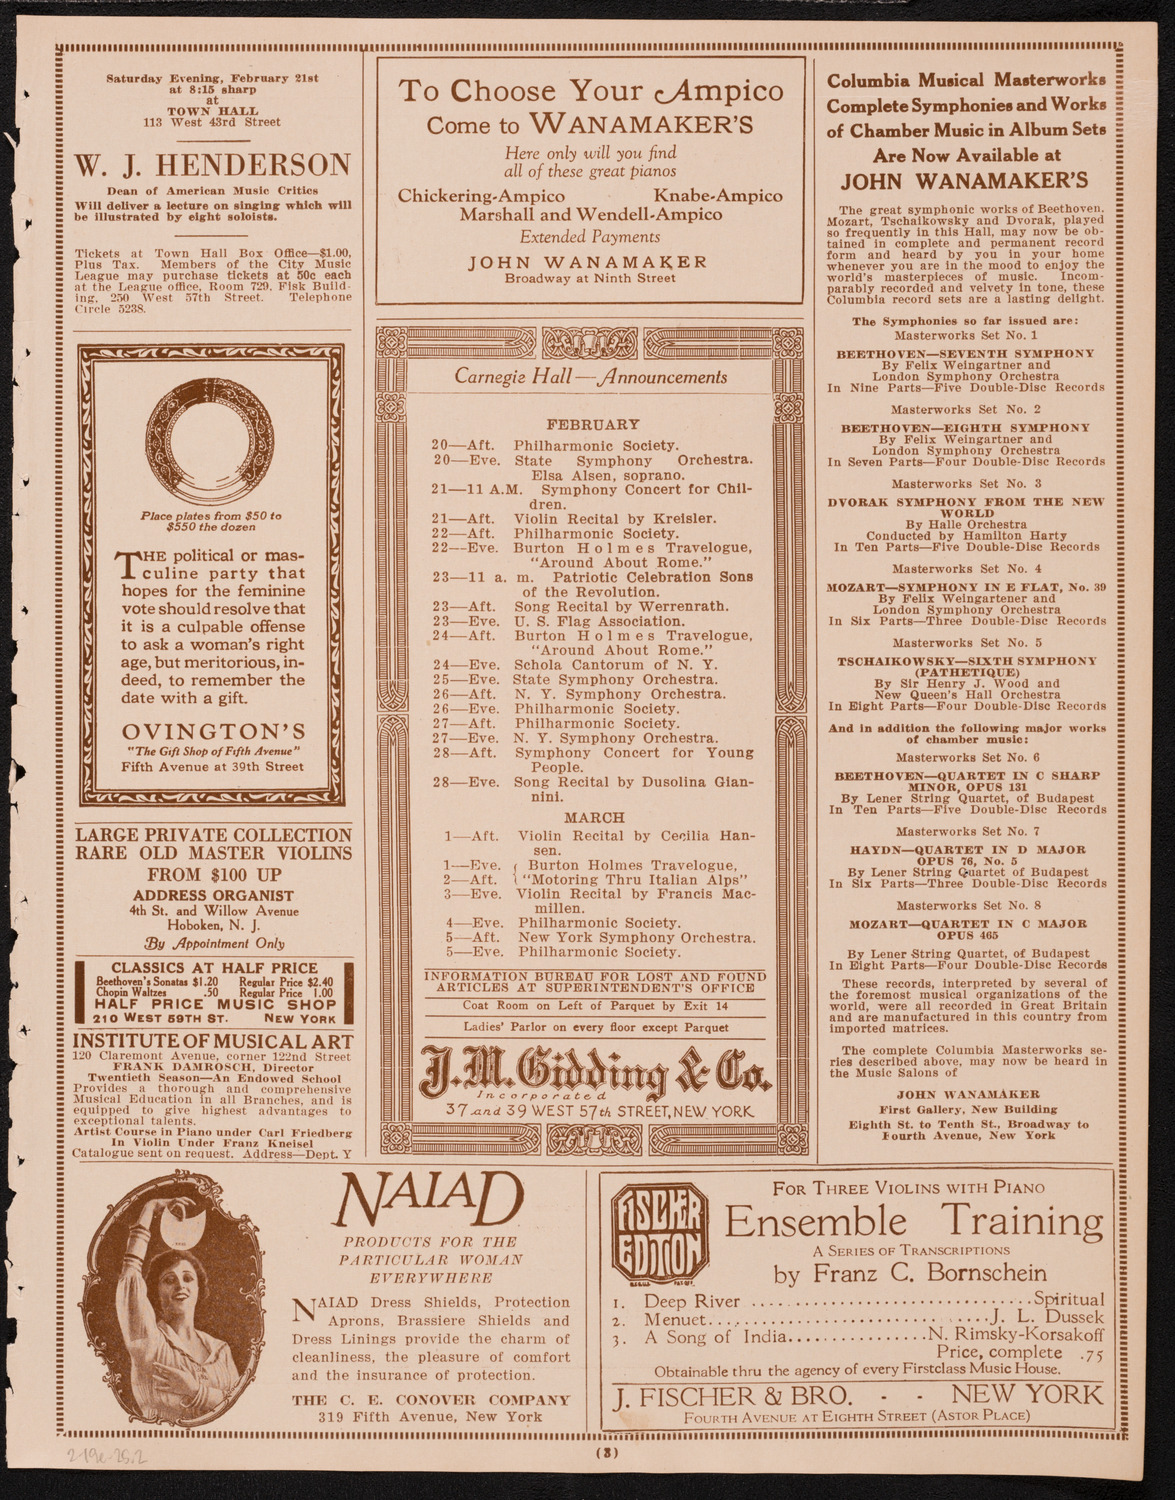 Saturday Evening, February 21st
at 8:15 sharp
at
TOWN HALL
113 West 43rd Street
W. J. HENDERSON
Dean of American Music Critics
Will deliver a lecture on singing which will
be illustrated by eight soloists.
Tickets at Town Hall Box Office—$1.00,
Plus Tax. Members of the City Music
League may purchase tickets at 50c each
at the League office, Room 729, Fisk Build-
ing, 250 West 57th Street. Telephone
Circle 5238.
Place plates from $50 to
$550 the dozen
THE political or mas-
culine party that
hopes for the feminine
vote should resolve that
it is a culpable offense
to ask a woman's right
age, but meritorious, in-
deed, to remember the
date with a gift.
OVINGTON'S
"The Gift Shop of Fifth Avenue"
Fifth Avenue at 39th Street
LARGE PRIVATE COLLECTION
RARE OLD MASTER VIOLINS
FROM $100 UP
ADDRESS ORGANIST
4th St. and Willow Avenue
Hoboken, N. J.
By Appointment Only
CLASSICS AT HALF PRICE
Beethoven's Sonatas $1.20 Regular Price $2.40
Chopin Waltzes .50 Regular Price 1.00
HALF PRICE MUSIC SHOP
210 WEST 59TH ST. NEW YORK
INSTITUTE OF MUSICAL ART
120 Claremont Avenue, corner 122nd Street
FRANK DAMROSCH, Director
Twentieth Season—An Endowed School
Provides a thorough and comprehensive
Musical Education in all Branches, and is
equipped to give highest advantages to
exceptional talents.
Artist Course in Piano under Carl Friedberg
In Violin Under Franz Kneisel
Catalogue sent on request. Address—Dept. Y
To Choose Your Ampico
Come to WANAMAKER'S
Here only will you find
all of these great pianos
Chickering-Ampico Knabe-Ampico
Marshall and Wendell-Ampico
Extended Payments
JOHN WANAMAKER
Broadway at Ninth Street
Carnegie Hall—Announcements
FEBRUARY
20—Aft. Philharmonic Society.
20—Eve. State Symphony Orchestra.
Elsa Alsen, soprano.
21—11 A.M. Symphony Concert for Chil-
dren.
21—Aft. Violin Recital by Kreisler.
22—Aft. Philharmonic Society.
22—Eve. Burton Holmes Travelogue,
"Around About Rome."
23—11 a. m. Patriotic Celebration Sons
of the Revolution.
23—Aft. Song Recital by Werrenrath.
23—Eve. U. S. Flag Association.
24—Aft. Burton Holmes Travelogue,
"Around About Rome."
24—Eve. Schola Cantorum of N. Y.
25—Eve. State Symphony Orchestra.
26—Aft. N. Y. Symphony Orchestra.
26—Eve. Philharmonic Society.
27—Aft. Philharmonic Society.
27—Eve. N. Y. Symphony Orchestra.
28—Aft. Symphony Concert for Young
People.
28—Eve. Song Recital by Dusolina Gian-
nini.
MARCH
1—Aft. Violin Recital by Cecilia Han-
sen.
1—Eve. { Burton Holmes Travelogue,
2—Aft. { "Motoring Thru Italian Alps"
3—Eve. Violin Recital by Francis Mac-
millen.
4—Eve. Philharmonic Society.
5—Aft. New York Symphony Orchestra.
5—Eve. Philharmonic Society.
INFORMATION BUREAU FOR LOST AND FOUND
ARTICLES AT SUPERINTENDENT'S OFFICE
Coat Room on Left of Parquet by Exit 14
Ladies' Parlor on every floor except Parquet
J. M. Gidding & Co.
Incorporated
37 and 39 WEST 57th STREET, NEW YORK
Columbia Musical Masterworks
Complete Symphonies and Works
of Chamber Music in Album Sets
Are Now Available at
JOHN WANAMAKER'S
The great symphonic works of Beethoven.
Mozart, Tschaikowsky and Dvorak, played
so frequently in this Hall, may now be ob-
tained in complete and permanent record
form and heard by you in your home
whenever you are in the mood to enjoy the
world's masterpieces of music. Incom-
parably recorded and velvety in tone, these
Columbia record sets are a lasting delight.
The Symphonies so far issued are:
Masterworks Set No. 1
BEETHOVEN—SEVENTH SYMPHONY
By Felix Weingartner and
London Symphony Orchestra
In Nine Parts—Five Double-Disc Records
Masterworks Set No. 2
BEETHOVEN—EIGHTH SYMPHONY
By Felix Weingartner and
London Symphony Orchestra
In Seven Parts—Four Double-Disc Records
Masterworks Set No. 3
DVORAK SYMPHONY FROM THE NEW
WORLD
By Halle Orchestra
Conducted by Hamilton Harty
In Ten Parts—Five Double-Disc Records
Masterworks Set No. 4
MOZART—SYMPHONY IN E FLAT, No. 39
By Felix Weingartener and
London Symphony Orchestra
In Six Parts—Three Double-Disc Records
Masterworks Set No. 5
TSCHAIKOWSKY—SIXTH SYMPHONY
(PATHETIQUE)
By Sir Henry J. Wood and
New Queen's Hall Orchestra
In Eight Parts—Four Double-Disc Records
And in addition the following major works
of chamber music:
Masterworks Set No. 6
BEETHOVEN—QUARTET IN C SHARP
MINOR, OPUS 131
By Lener String Quartet, of Budapest
In Ten Parts—Five Double-Disc Records
Masterworks Set No. 7
HAYDN—QUARTET IN D MAJOR
OPUS 76, No. 5
By Lener String Quartet of Budapest
In Six Parts—Three Double-Disc Records
Masterworks Set No. 8
MOZART—QUARTET IN C MAJOR
OPUS 465
By Lener String Quartet, of Budapest
In Eight Parts—Four Double-Disc Records
These records, interpreted by several of
the foremost musical organizations of the
world, were all recorded in Great Britain
and are manufactured in this country from
imported matrices.
The complete Columbia Masterworks se-
ries described above, may now be heard in
the Music Salons of
JOHN WANAMAKER
First Gallery, New Building
Eighth St. to Tenth St., Broadway to
Fourth Avenue, New York
NAIAD
PRODUCTS FOR THE
PARTICULAR WOMAN
EVERYWHERE
NAIAD Dress Shields, Protection
Aprons, Brassiere Shields and
Dress Linings provide the charm of
cleanliness, the pleasure of comfort
and the insurance of protection.
THE C. E. CONOVER COMPANY
319 Fifth Avenue, New York
FISCHER
EDITION
FOR THREE VIOLINS WITH PIANO
Ensemble Training
A SERIES OF TRANSCRIPTIONS
by Franz C. Bornschein
1. Deep River ................................ Spiritual
2. Menuet ................................ J. L. Dussek
3. A Song of India ................ N. Rimsky-Korsakoff
Price, complete .75
Obtainable thru the agency of every Firstclass Music House.
J. FISCHER & BRO. - - NEW YORK
FOURTH AVENUE AT EIGHTH STREET (ASTOR PLACE)
(8)
2-19e-25.2